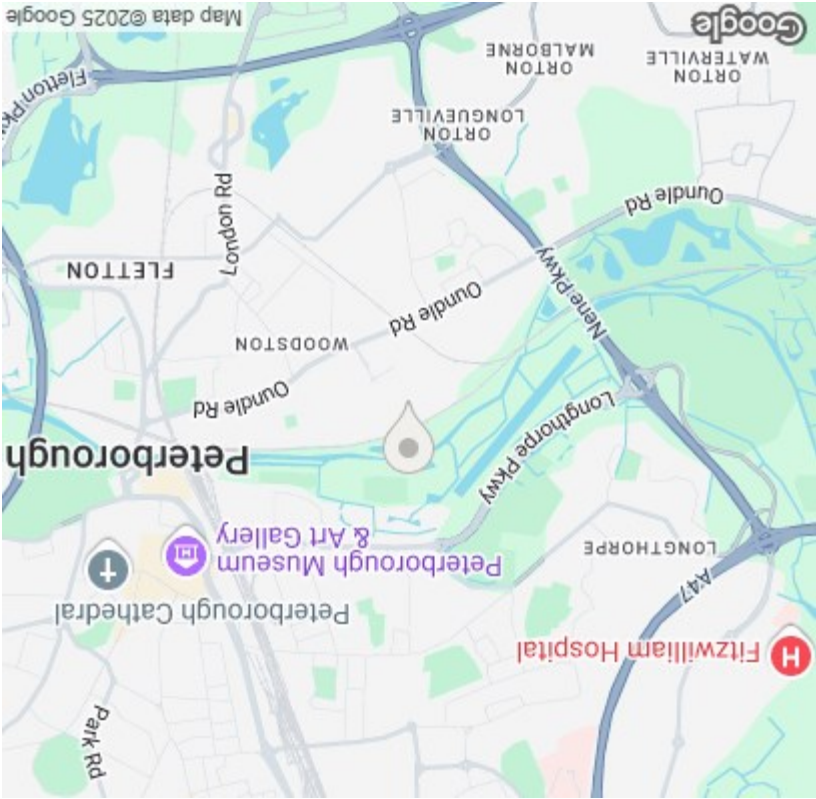 Park Rd
Fitzwilliam Hospital
H
Peterborough Cathedral
A47
Peterborough Museum
& Art Gallery
LONGTHORPE
Peterborough
Longthorpe Pkwy
Oundle Rd
WOODSTON
Oundle Rd
Nene Pkwy
FLETTON
London Rd
Oundle Rd
ORTON
LONGUEVILLE
Fletton Pkw
ORTON
WATERVILLE
ORTON
MALBORNE
Google
Map data ©2025 Google